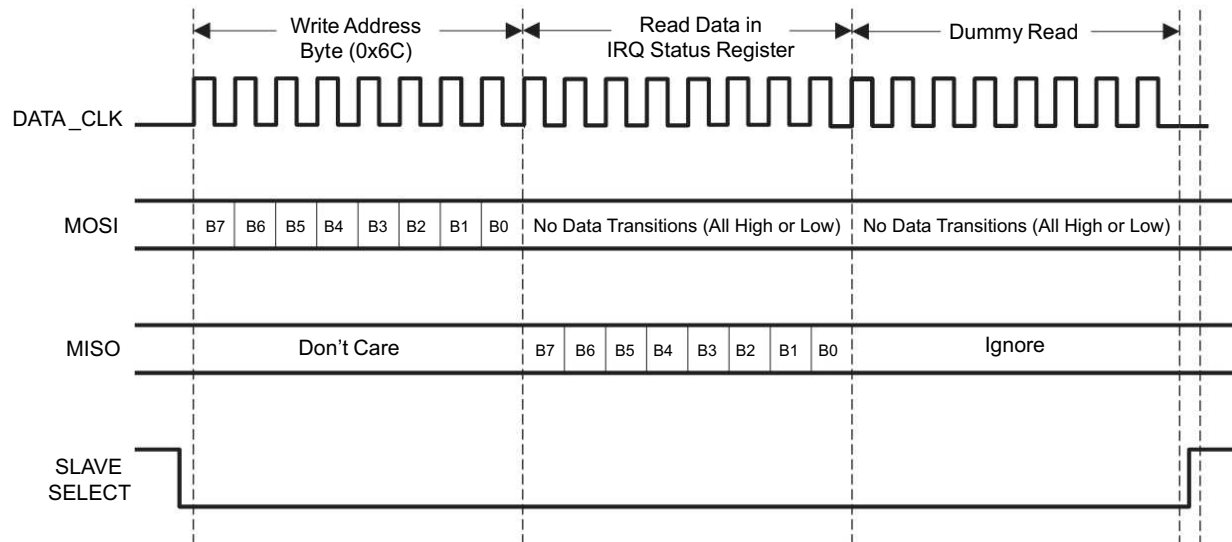 Write Address
Byte (0x6C)
Read Data in
IRQ Status Register
Dummy Read
DATA_CLK
MOSI
B7 B6 B5 B4 B3 B2 B1 B0
No Data Transitions (All High or Low)
No Data Transitions (All High or Low)
MISO
Don't Care
B7 B6 B5 B4 B3 B2 B1 B0
Ignore
SLAVE
SELECT